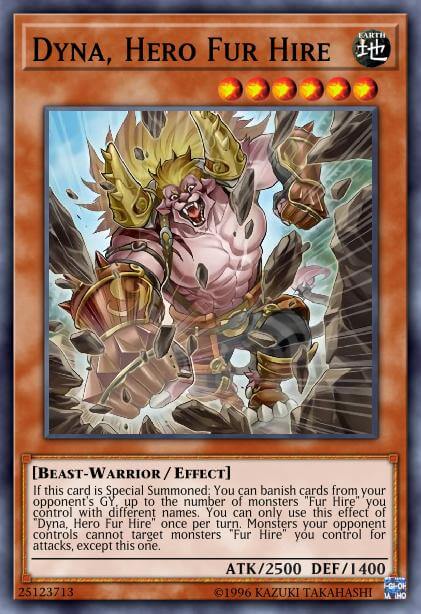 Dyna, Hero Fur Hire
EARTH
地
[Beast-Warrior / Effect]
If this card is Special Summoned: You can banish cards from your
opponent's GY, up to the number of monsters "Fur Hire" you
control with different names. You can only use this effect of
"Dyna, Hero Fur Hire" once per turn. Monsters your opponent
controls cannot target monsters "Fur Hire" you control for
attacks, except this one.
ATK/2500 DEF/1400
25123713
©1996 KAZUKI TAKAHASHI